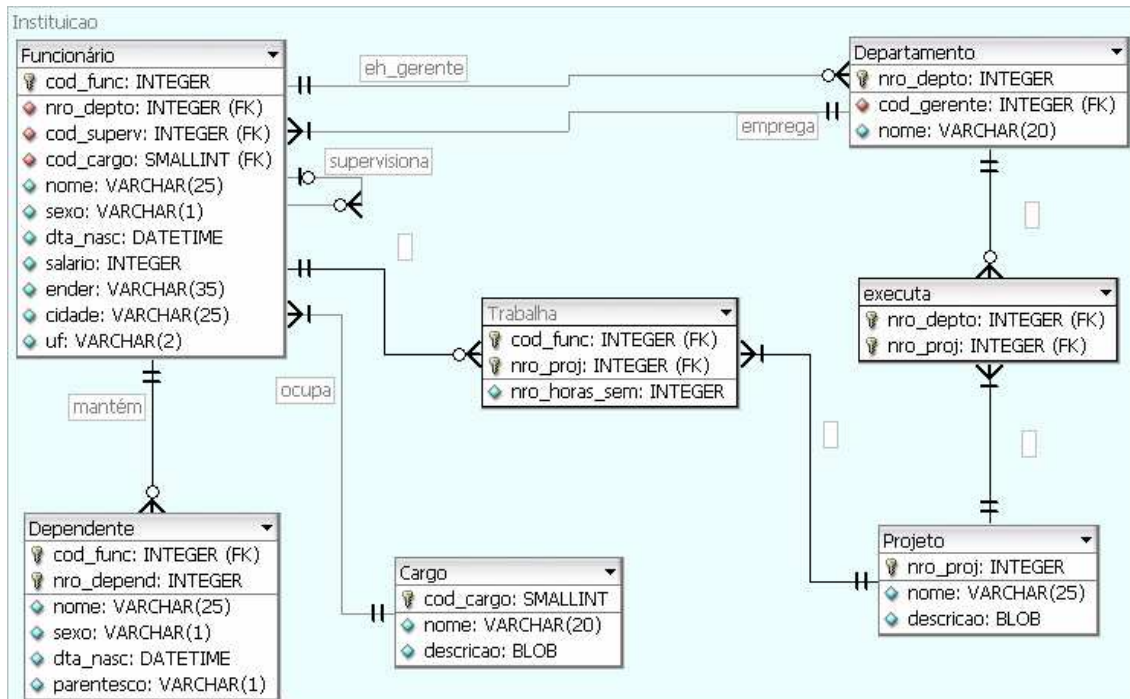 Instituicao
Funcionário
cod_func: INTEGER
nro_depto: INTEGER (FK)
cod_superv: INTEGER (FK)
cod_cargo: SMALLINT (FK)
nome: VARCHAR(25)
sexo: VARCHAR(1)
dta_nasc: DATETIME
salario: INTEGER
ender: VARCHAR(35)
cidade: VARCHAR(25)
uf: VARCHAR(2)
eh_gerente
emprega
supervisiona
Departamento
nro_depto: INTEGER
cod_gerente: INTEGER (FK)
nome: VARCHAR(20)
Trabalha
cod_func: INTEGER (FK)
nro_proj: INTEGER (FK)
nro_horas_sem: INTEGER
executa
nro_depto: INTEGER (FK)
nro_proj: INTEGER (FK)
mantém
ocupa
Dependente
cod_func: INTEGER (FK)
nro_depend: INTEGER
nome: VARCHAR(25)
sexo: VARCHAR(1)
dta_nasc: DATETIME
parentesco: VARCHAR(1)
Cargo
cod_cargo: SMALLINT
nome: VARCHAR(20)
descricao: BLOB
Projeto
nro_proj: INTEGER
nome: VARCHAR(25)
descricao: BLOB